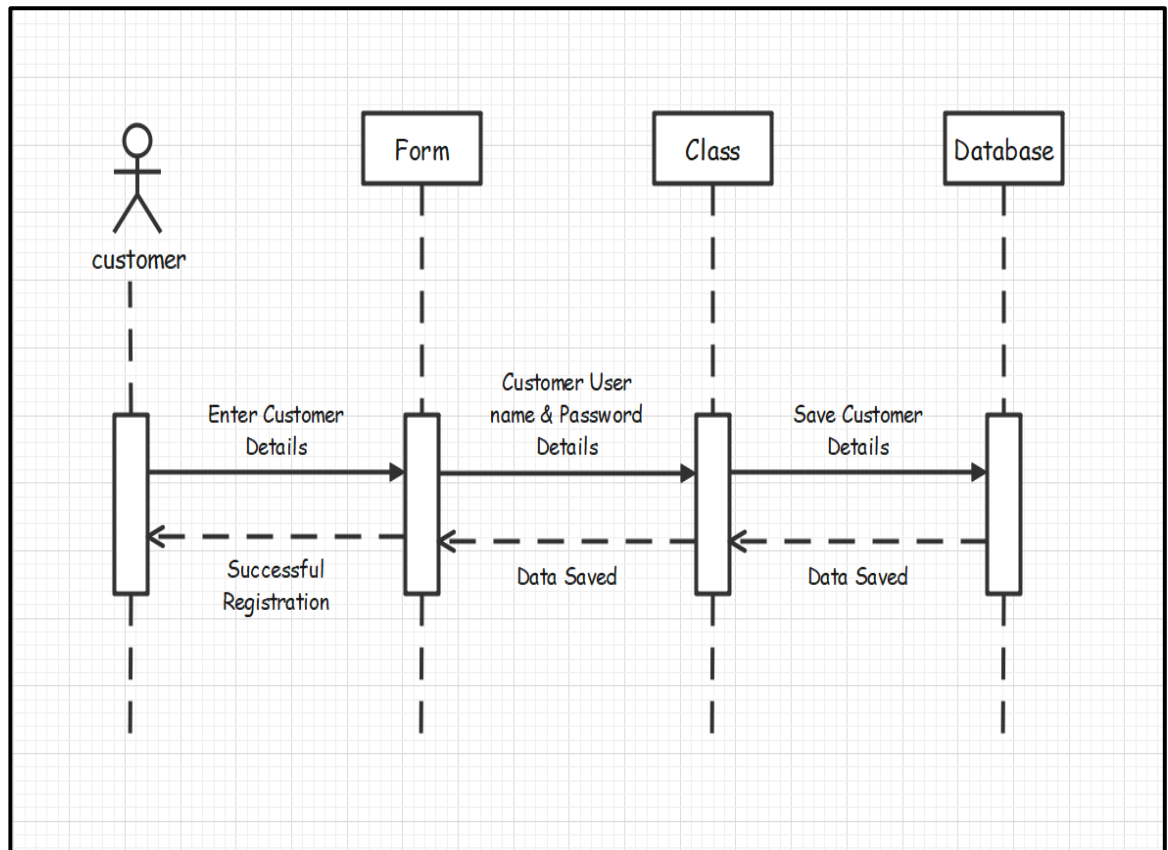 Form
Class
Database
customer
Enter Customer
Details
Customer User
name & Password
Details
Save Customer
Details
Successful
Registration
Data Saved
Data Saved